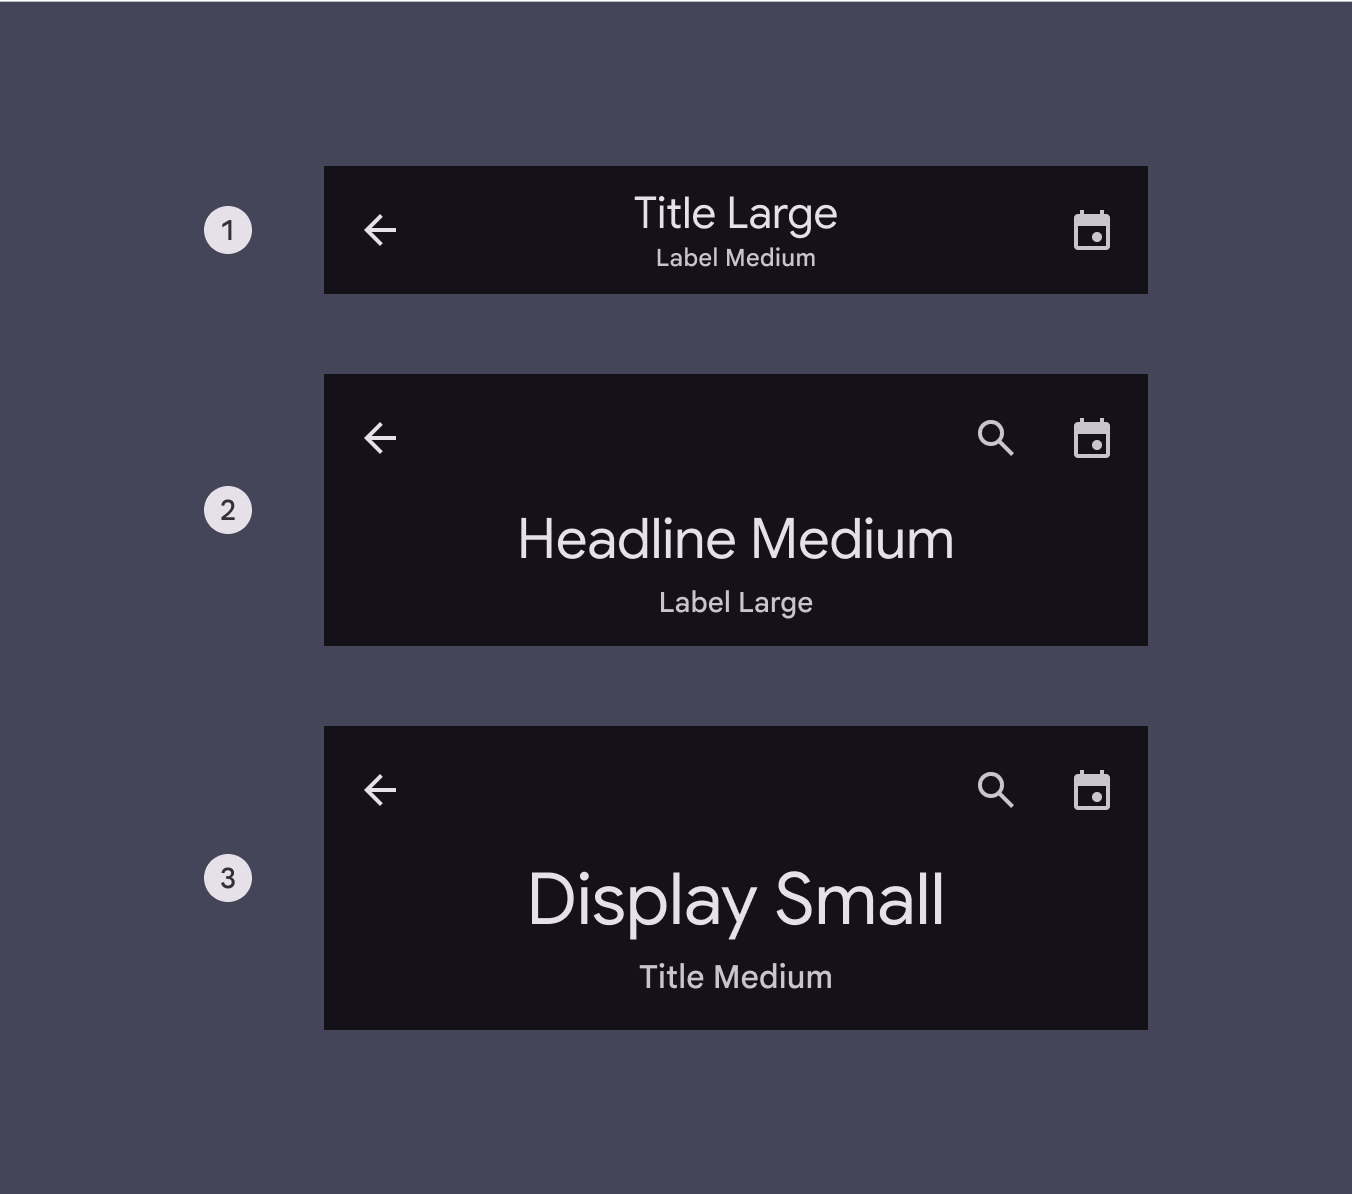 1
Title Large
Label Medium
2
Headline Medium
Label Large
3
Display Small
Title Medium